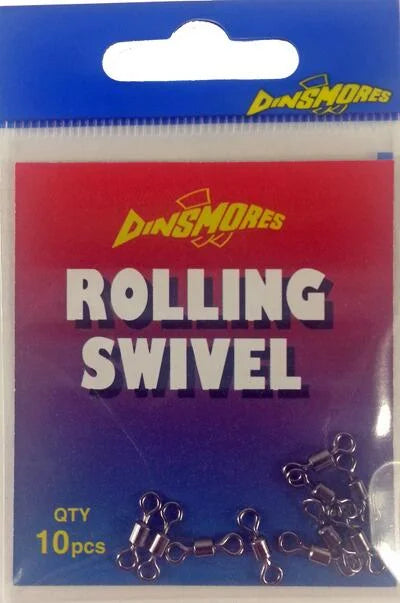 DINSMORES
DINSMORES
ROLLING
SWIVEL
QTY
10pcs